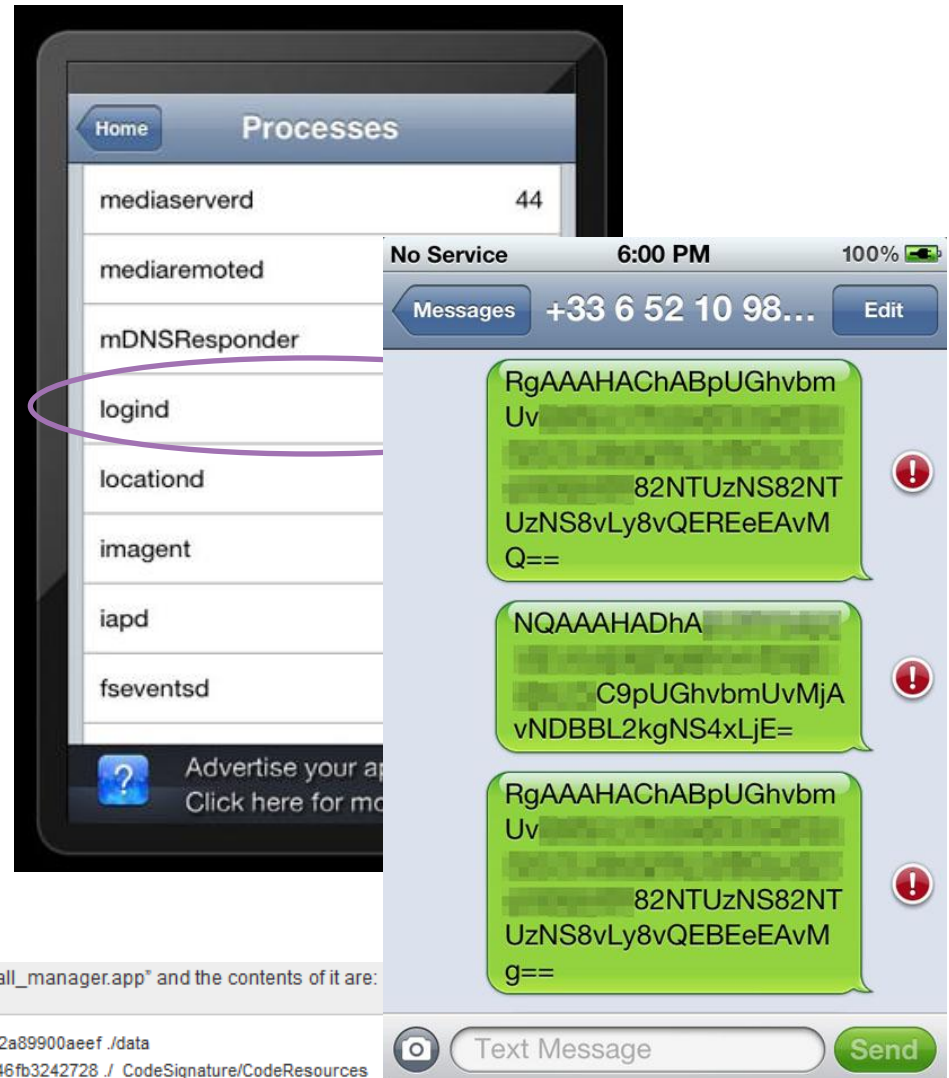 Home Processes
mediaserverd 44
mediaremoted
mDNSResponder
logind
locationd
imagent
iapd
fseventsd
Advertise your
Click here for
No Service 6:00 PM 100%
Messages +33 6 52 10 98... Edit
RgAAAHAChABpUGhvbm
Uv
82NTUzNS82NT
UzNS8vLy8vQEREeEAvM
Q==
NQAAAHADhA
C9pUGhvbmUvMjA
vNDBBL2kgNS4xLjE=
RgAAAHAChABpUGhvbm
Uv
82NTUzNS82NT
UzNS8vLy8vQEBEeEAvM
g==
Text Message Send
all_manager.app" and the contents of it are:
2a89900aeef ./data
46fb3242728 ./_CodeSignature/CodeResources